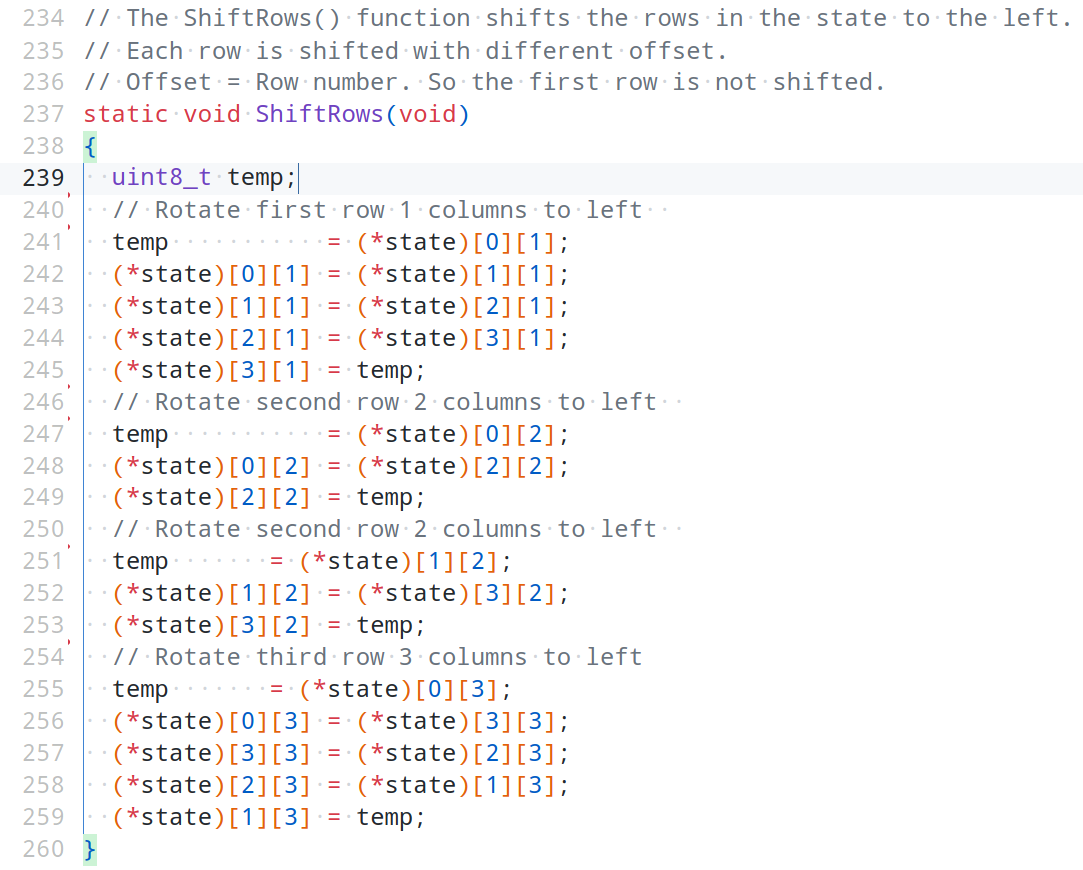 234 // The ShiftRows() function shifts the rows in the state to the left.
235 // Each row is shifted with different offset.
236 // Offset = Row number. So the first row is not shifted.
237 static void ShiftRows(void)
238 {
239   uint8_t temp;
240   // Rotate first row 1 columns to left
241   temp           = (*state)[0][1];
242   (*state)[0][1] = (*state)[1][1];
243   (*state)[1][1] = (*state)[2][1];
244   (*state)[2][1] = (*state)[3][1];
245   (*state)[3][1] = temp;
246   // Rotate second row 2 columns to left
247   temp           = (*state)[0][2];
248   (*state)[0][2] = (*state)[2][2];
249   (*state)[2][2] = temp;
250   // Rotate second row 2 columns to left
251   temp       = (*state)[1][2];
252   (*state)[1][2] = (*state)[3][2];
253   (*state)[3][2] = temp;
254   // Rotate third row 3 columns to left
255   temp       = (*state)[0][3];
256   (*state)[0][3] = (*state)[3][3];
257   (*state)[3][3] = (*state)[2][3];
258   (*state)[2][3] = (*state)[1][3];
259   (*state)[1][3] = temp;
260 }